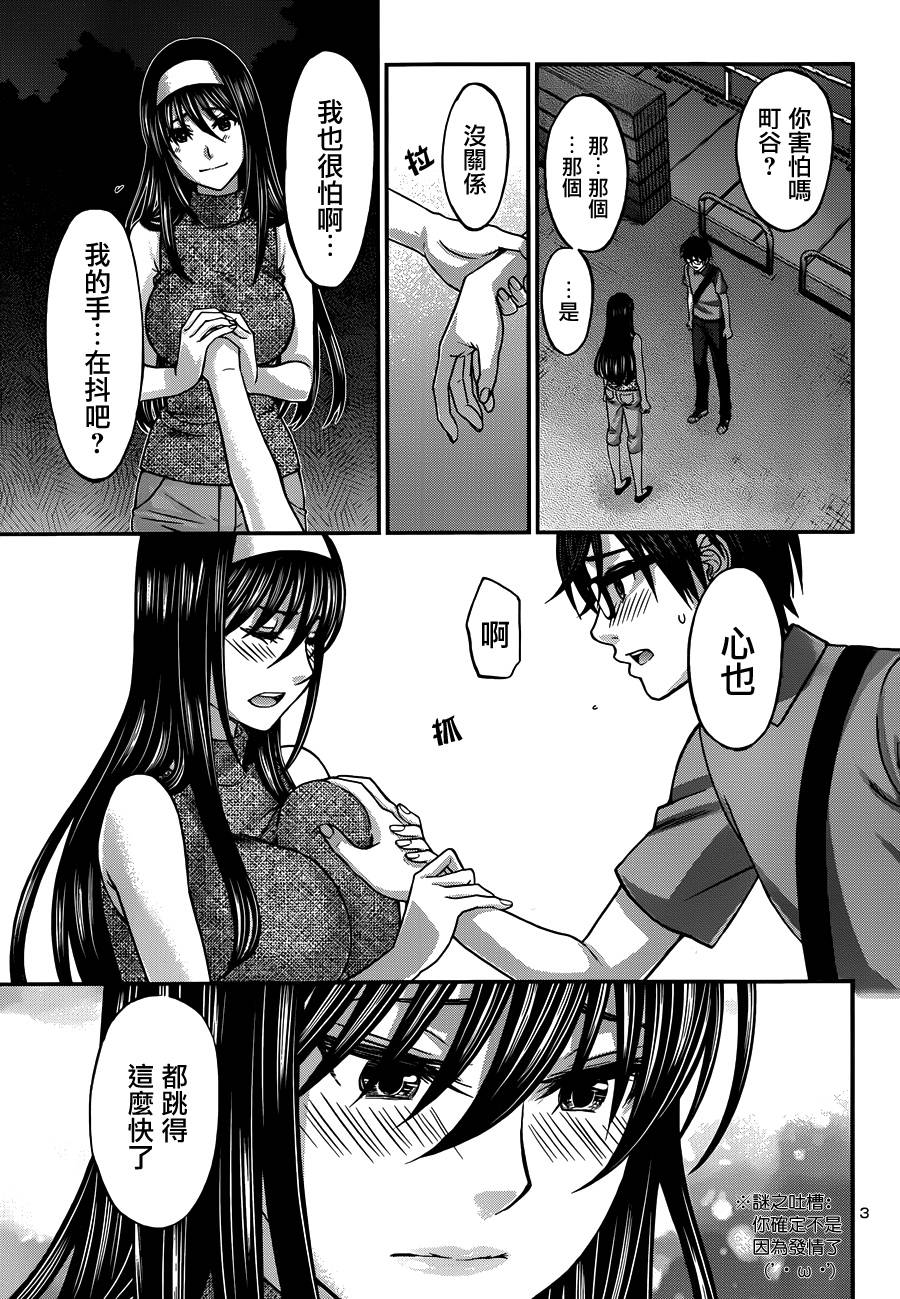 你害怕嗎
町谷？
那…那個
…那個
…是
沒關係
拉
我也很怕啊…
我的手…在抖吧？
心也
啊
抓
都跳得
這麼快了
※謎之吐槽：
你確定不是
因為發情了
(´・ω・`)
3